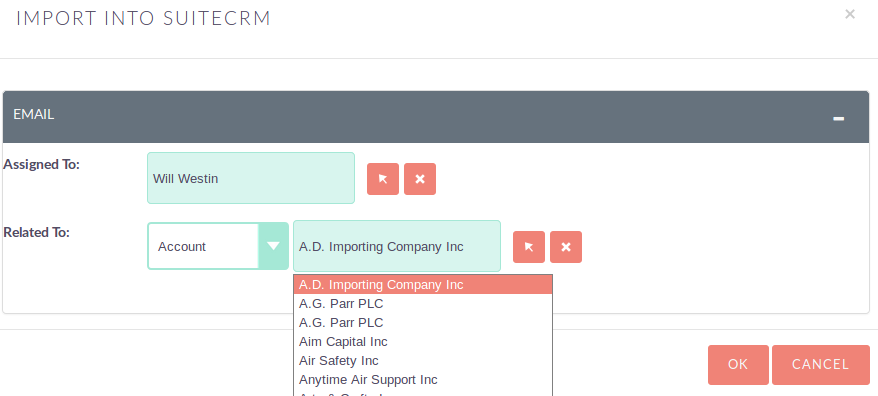 IMPORT INTO SUITECRM
EMAIL
Assigned To: Will Westin
Related To: Account A.D. Importing Company Inc
A.D. Importing Company Inc
A.G. Parr PLC
A.G. Parr PLC
Aim Capital Inc
Air Safety Inc
Anytime Air Support Inc
OK CANCEL